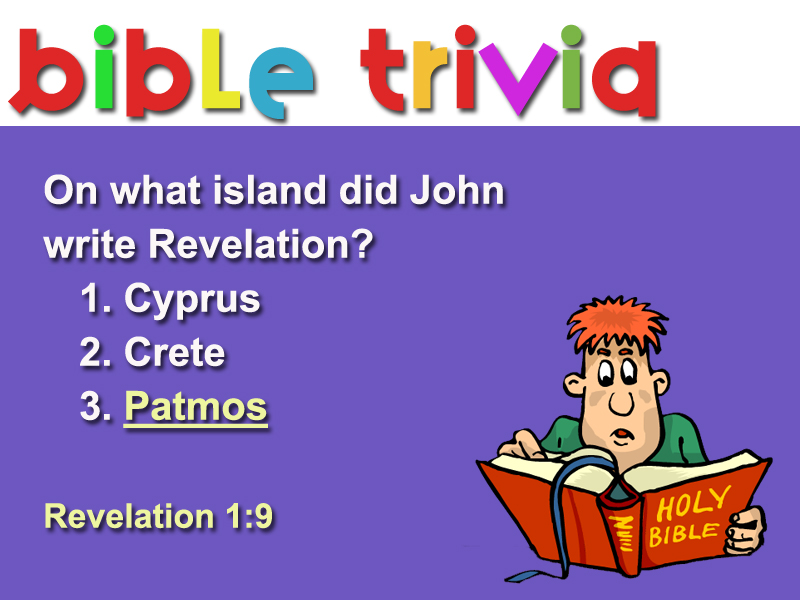 bible trivia
On what island did John
write Revelation?
1. Cyprus
2. Crete
3. Patmos
Revelation 1:9
HOLY
BIBLE